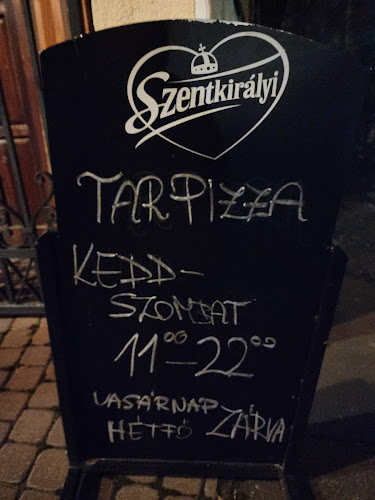 Szentkirályi
TARPIZZA
KEDD-
SZOMBAT
11⁰⁰-22⁰⁰
VASÁRNAP
HÉTFŐ ZÁRVA